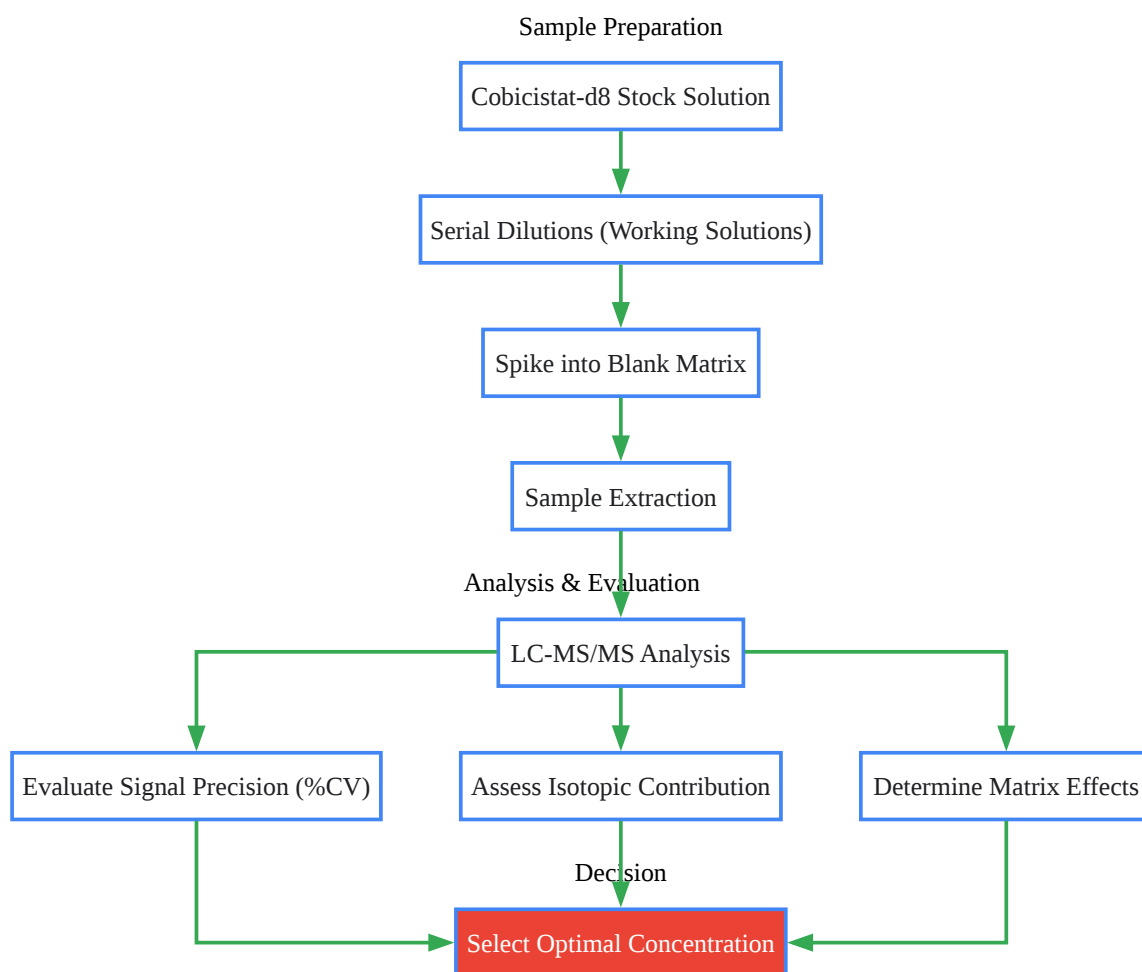 Sample Preparation
Cobicistat-d8 Stock Solution
Serial Dilutions (Working Solutions)
Spike into Blank Matrix
Sample Extraction
Analysis & Evaluation
LC-MS/MS Analysis
Evaluate Signal Precision (%CV)
Assess Isotopic Contribution
Determine Matrix Effects
Decision
Select Optimal Concentration